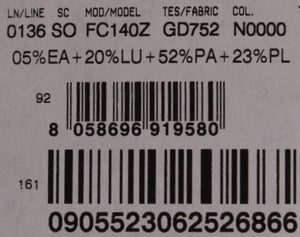 LN/LINE SC MOD/MODEL TES/FABRIC COL.
0136 SO FC140Z GD752 N0000
05%EA+20%LU+52%PA+23%PL
92
8 058696 919580
161
0905523062526866